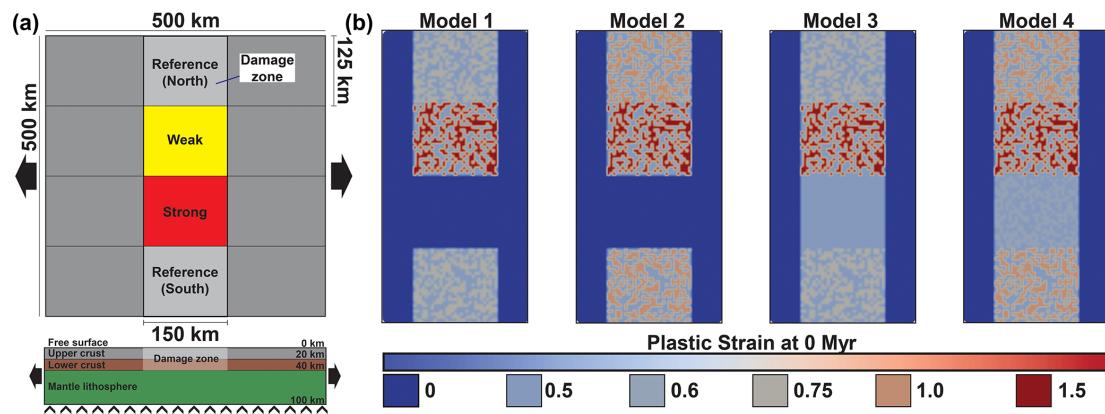 (a)
500 km
500 km
125 km
Reference
(North)
Damage
zone
Weak
Strong
Reference
(South)
150 km
Free surface
0 km
Upper crust
20 km
Damage zone
Lower crust
40 km
Mantle lithosphere
100 km
(b)
Model 1
Model 2
Model 3
Model 4
Plastic Strain at 0 Myr
0
0.5
0.6
0.75
1.0
1.5